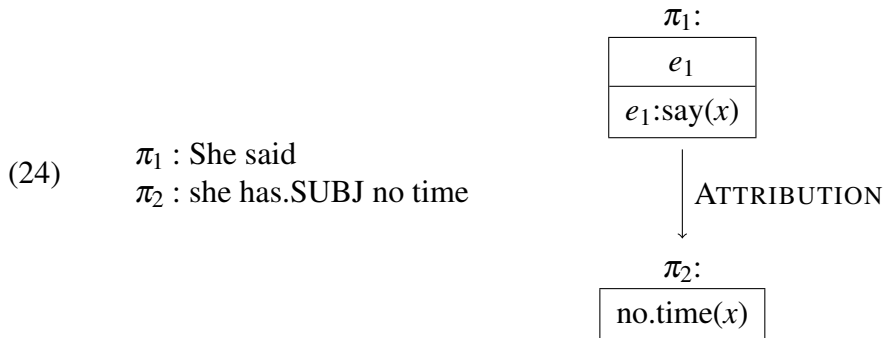 (24)
π₁ : She said
π₂ : she has.SUBJ no time
π₁:
e₁
e₁:say(x)
ATTRIBUTION
π₂:
no.time(x)